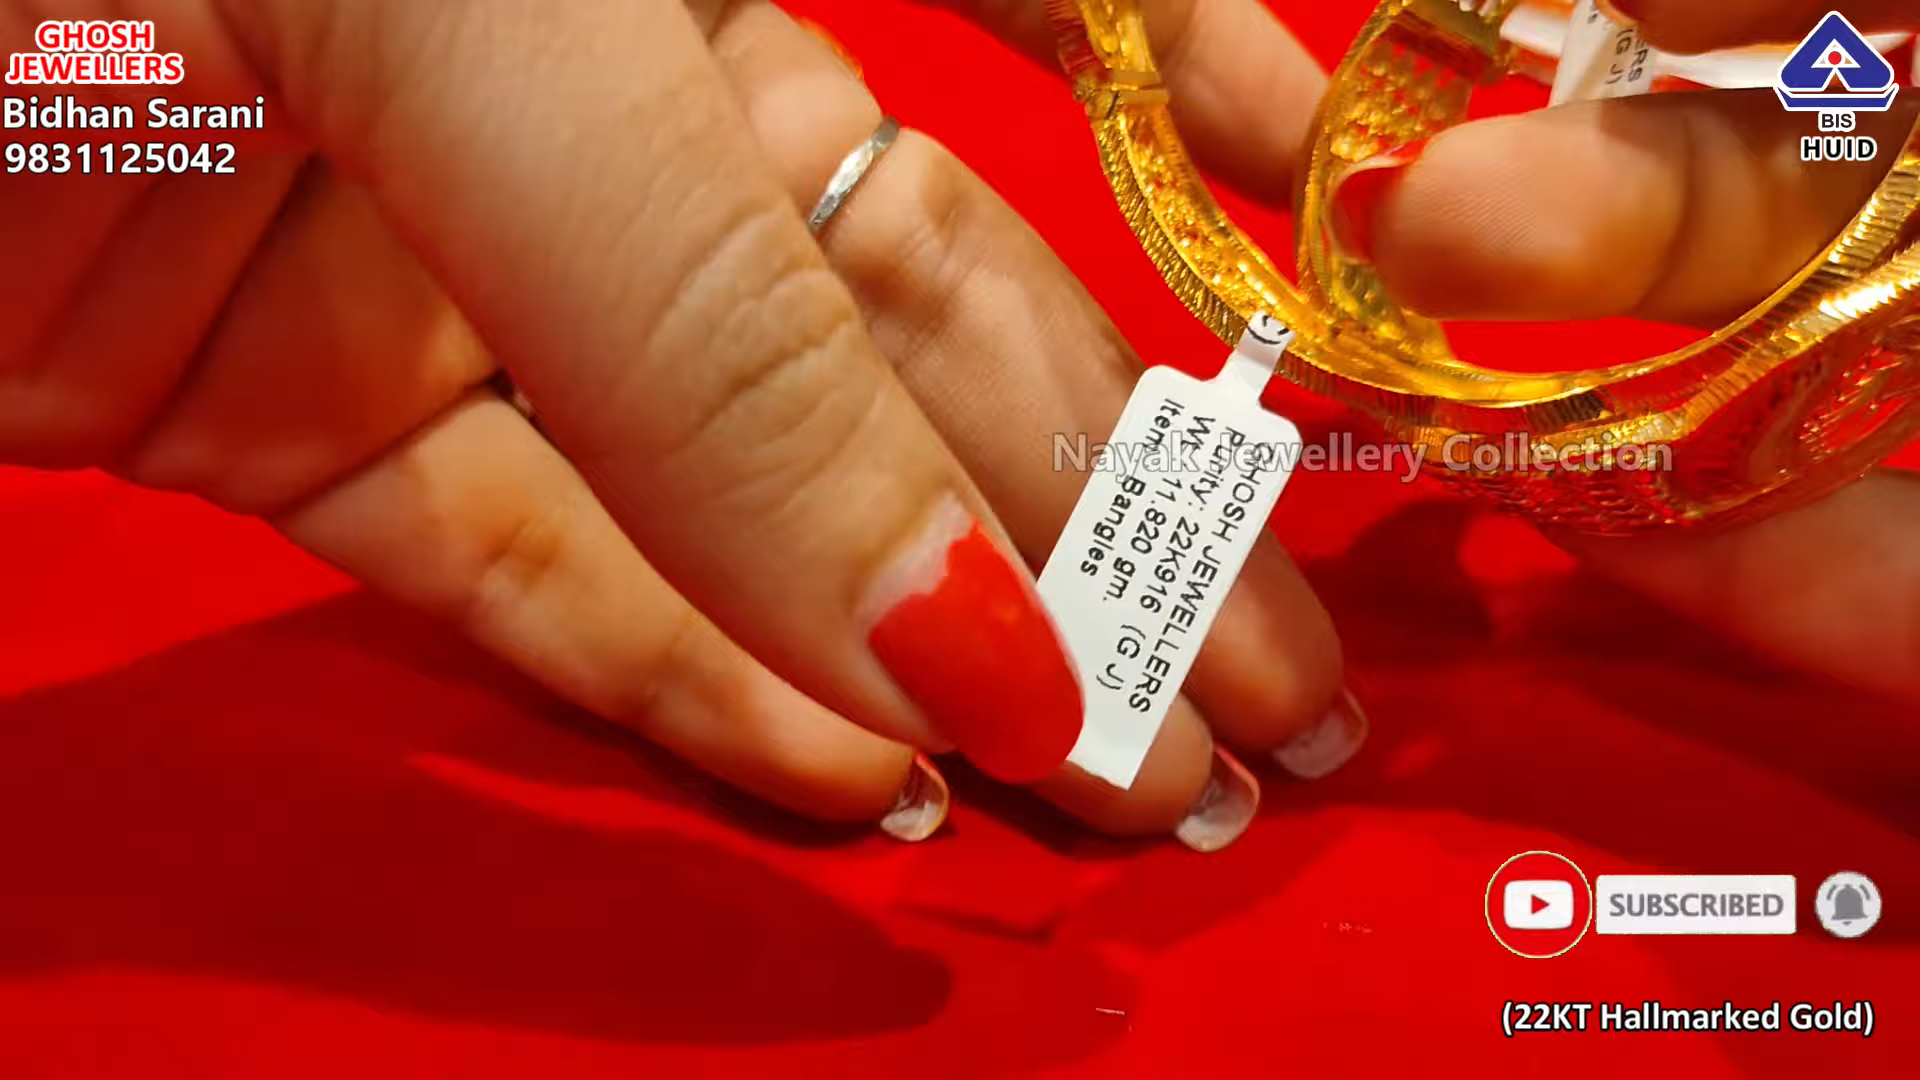 GHOSH
JEWELLERS
Bidhan Sarani
9831125042
BIS
HUID
ERS
(G J)
Nayak Jewellery Collection
GHOSH JEWELLERS
Purity: 22K916 (G J)
Wt.: 11.820 gm.
Item: Bangles
SUBSCRIBED
(22KT Hallmarked Gold)